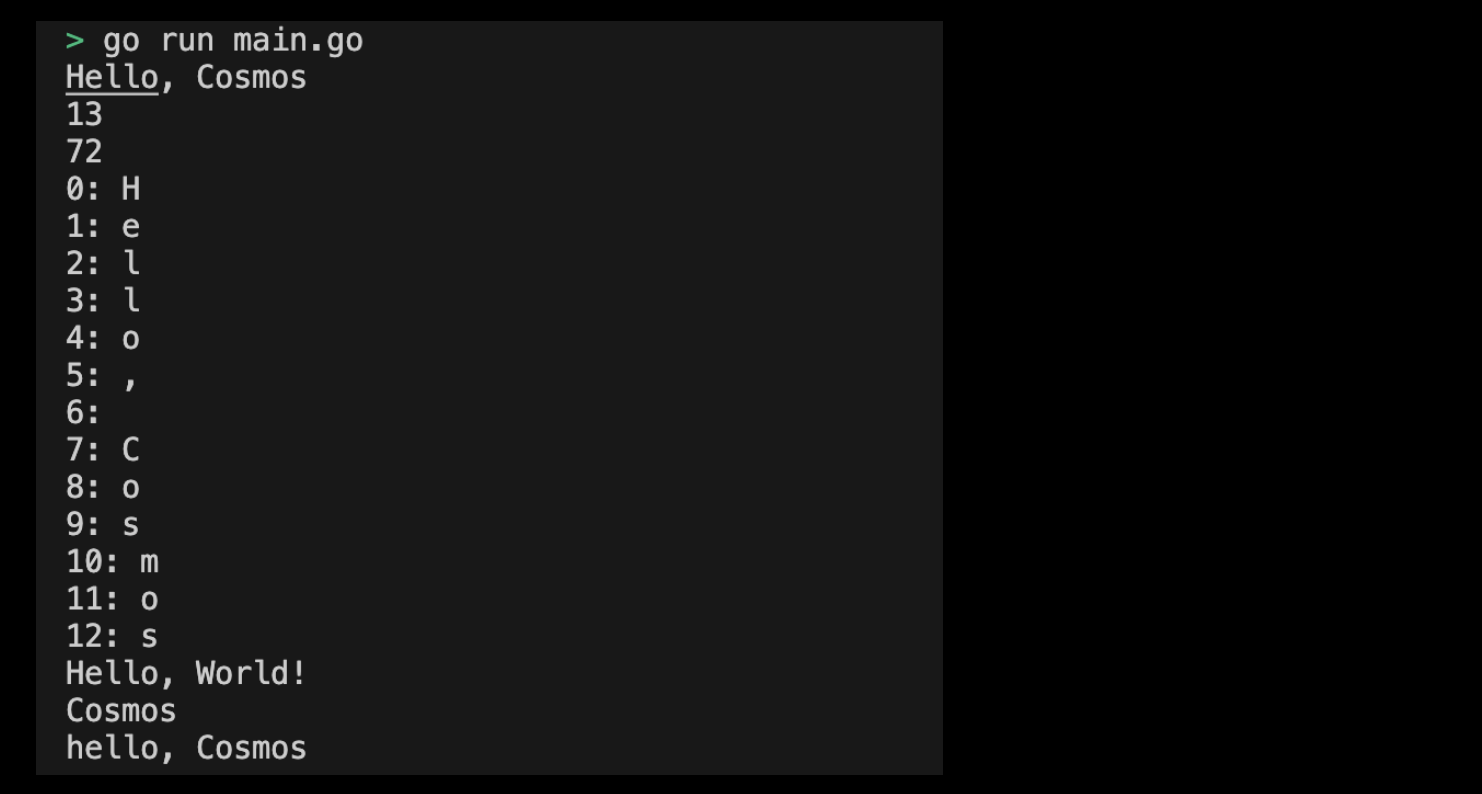 > go run main.go
Hello, Cosmos
13
72
0: H
1: e
2: l
3: l
4: o
5: ,
6:
7: C
8: o
9: s
10: m
11: o
12: s
Hello, World!
Cosmos
hello, Cosmos